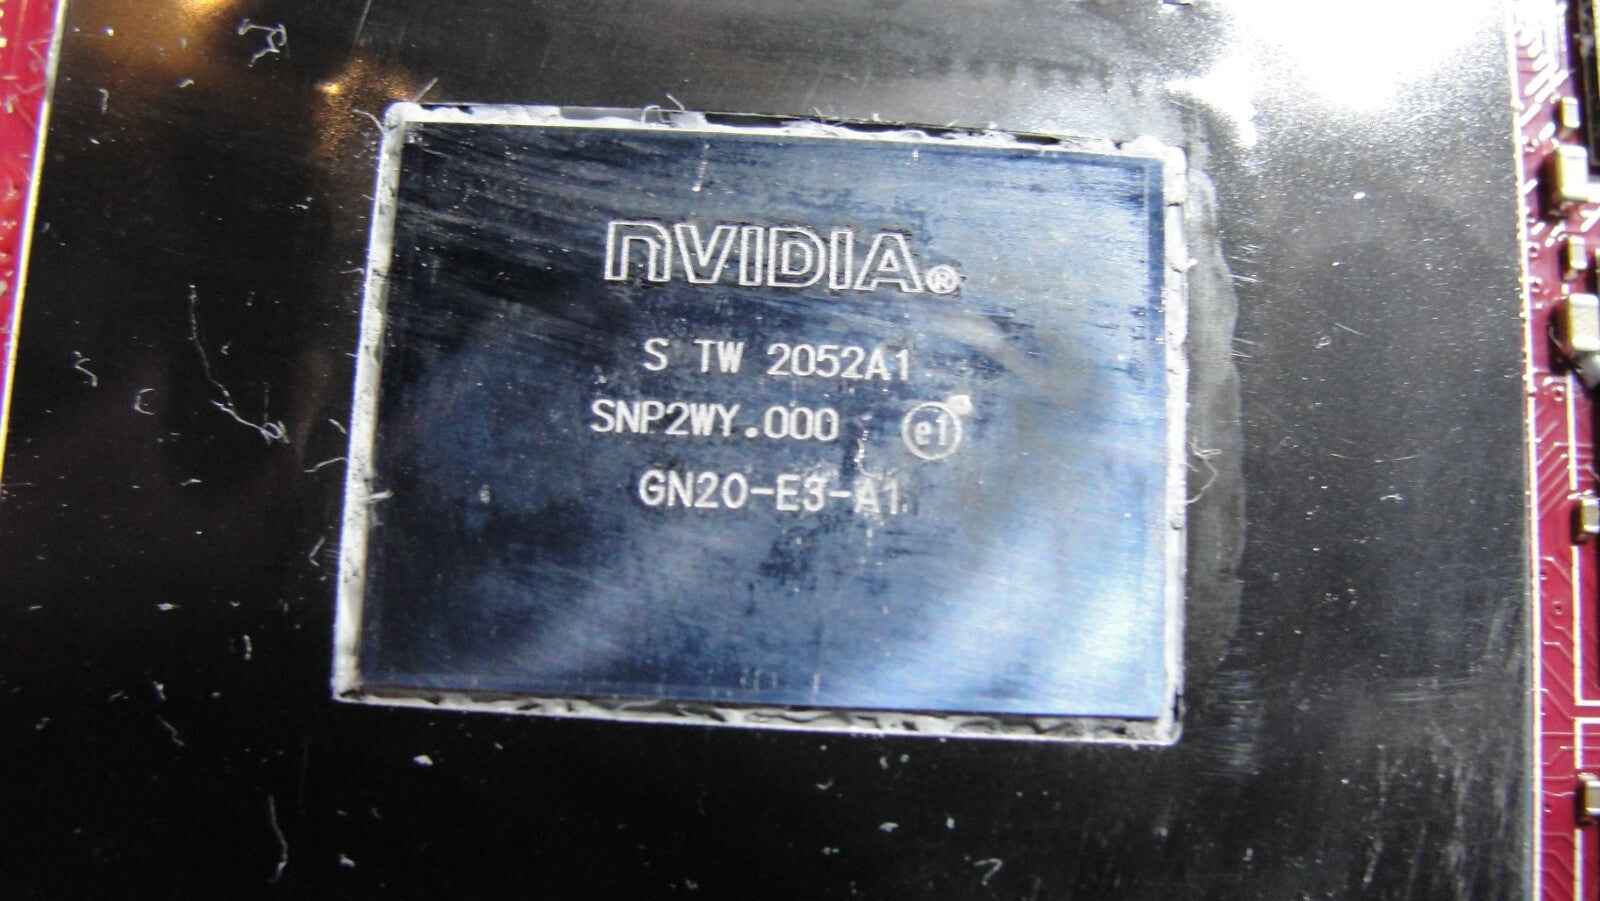 NVIDIA®
S TW 2052A1
SNP2WY.000 e1
GN20-E3-A1